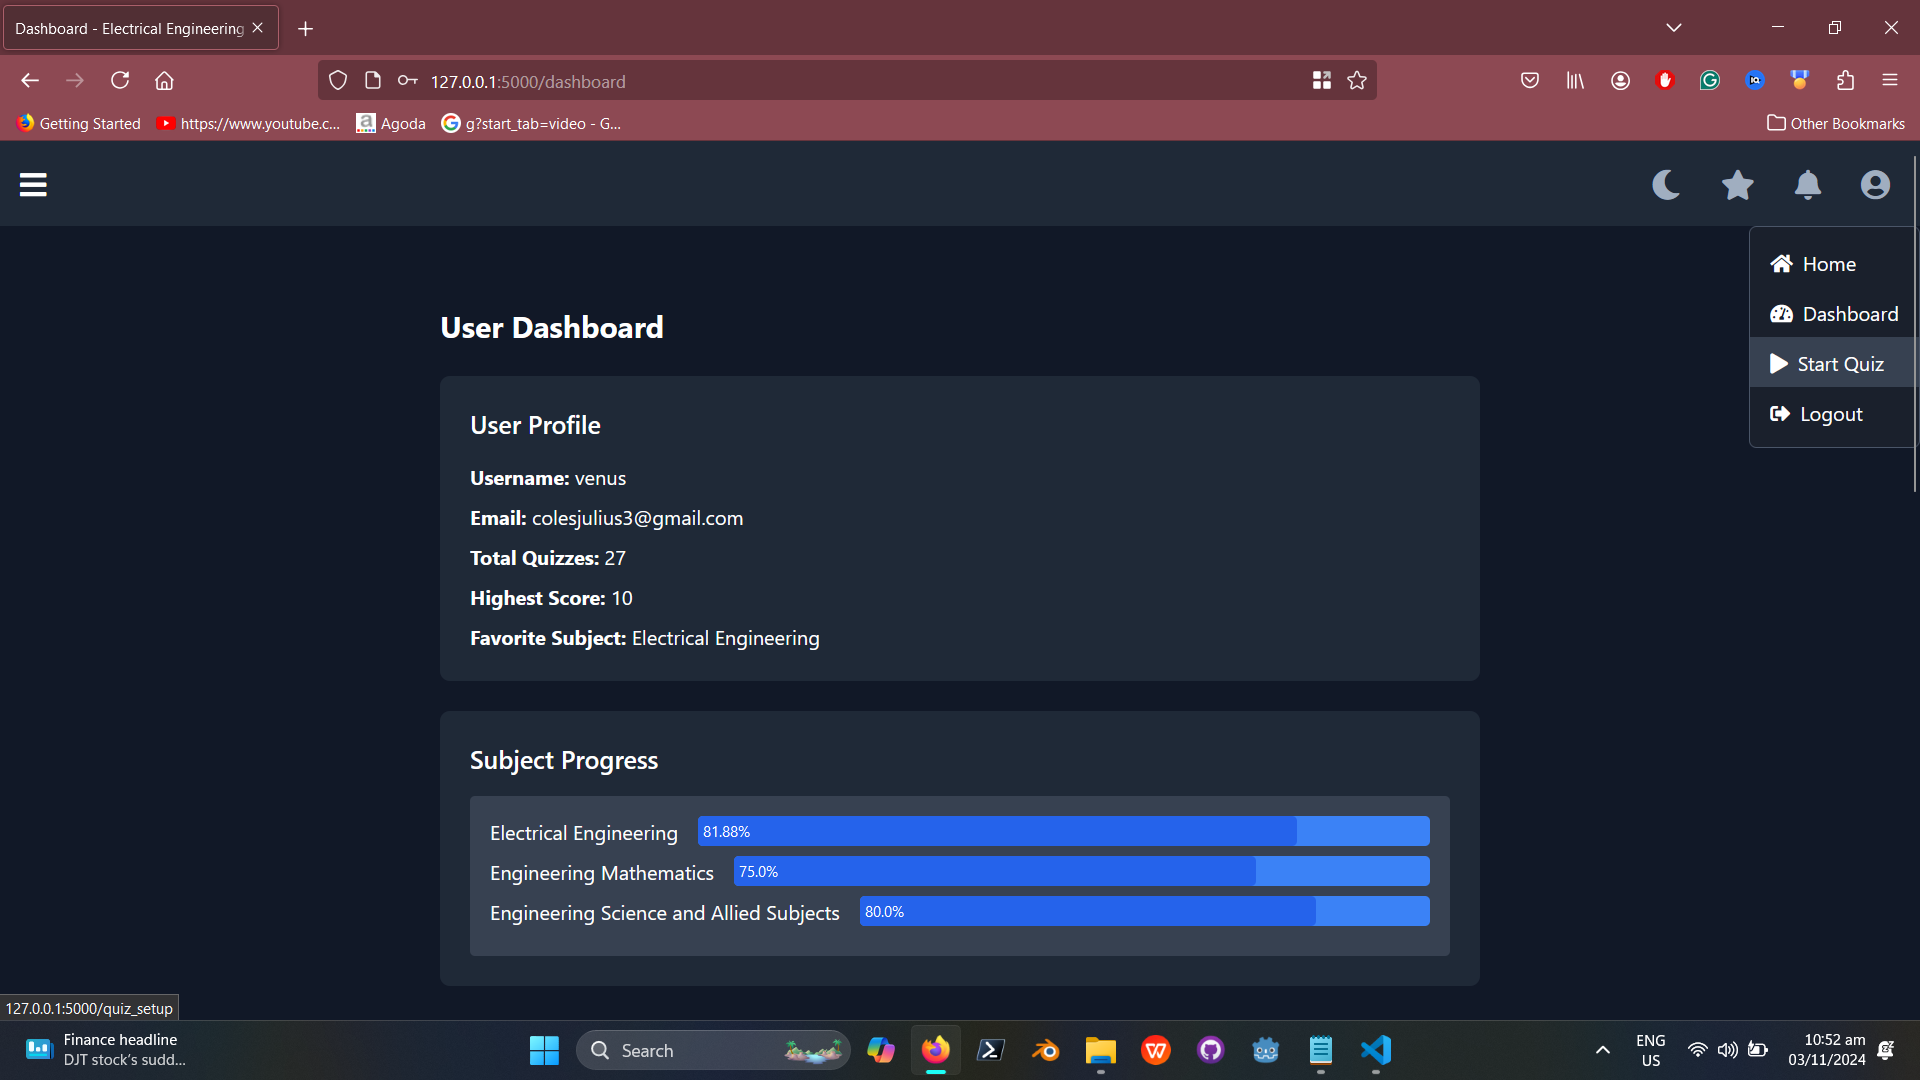 Dashboard - Electrical Engineering
127.0.0.1:5000/dashboard
Getting Started
https://www.youtube.c...
Agoda
g?start_tab=video - G...
Other Bookmarks
Home
Dashboard
Start Quiz
Logout
User Dashboard
User Profile
Username: venus
Email: colesjulius3@gmail.com
Total Quizzes: 27
Highest Score: 10
Favorite Subject: Electrical Engineering
Subject Progress
Electrical Engineering 81.88%
Engineering Mathematics 75.0%
Engineering Science and Allied Subjects 80.0%
127.0.0.1:5000/quiz_setup
Finance headline
DJT stock's sudd...
Search
ENG
US
10:52 am
03/11/2024